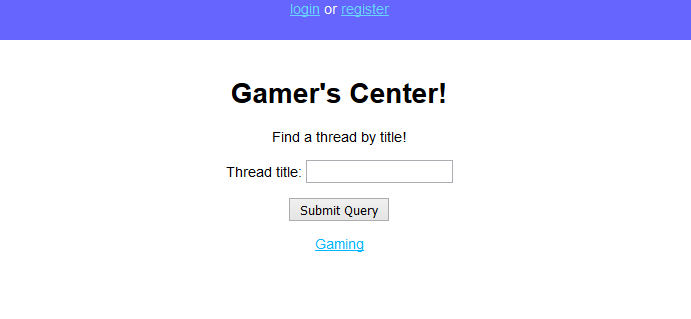 login or register
Gamer's Center!
Find a thread by title!
Thread title:
Submit Query
Gaming